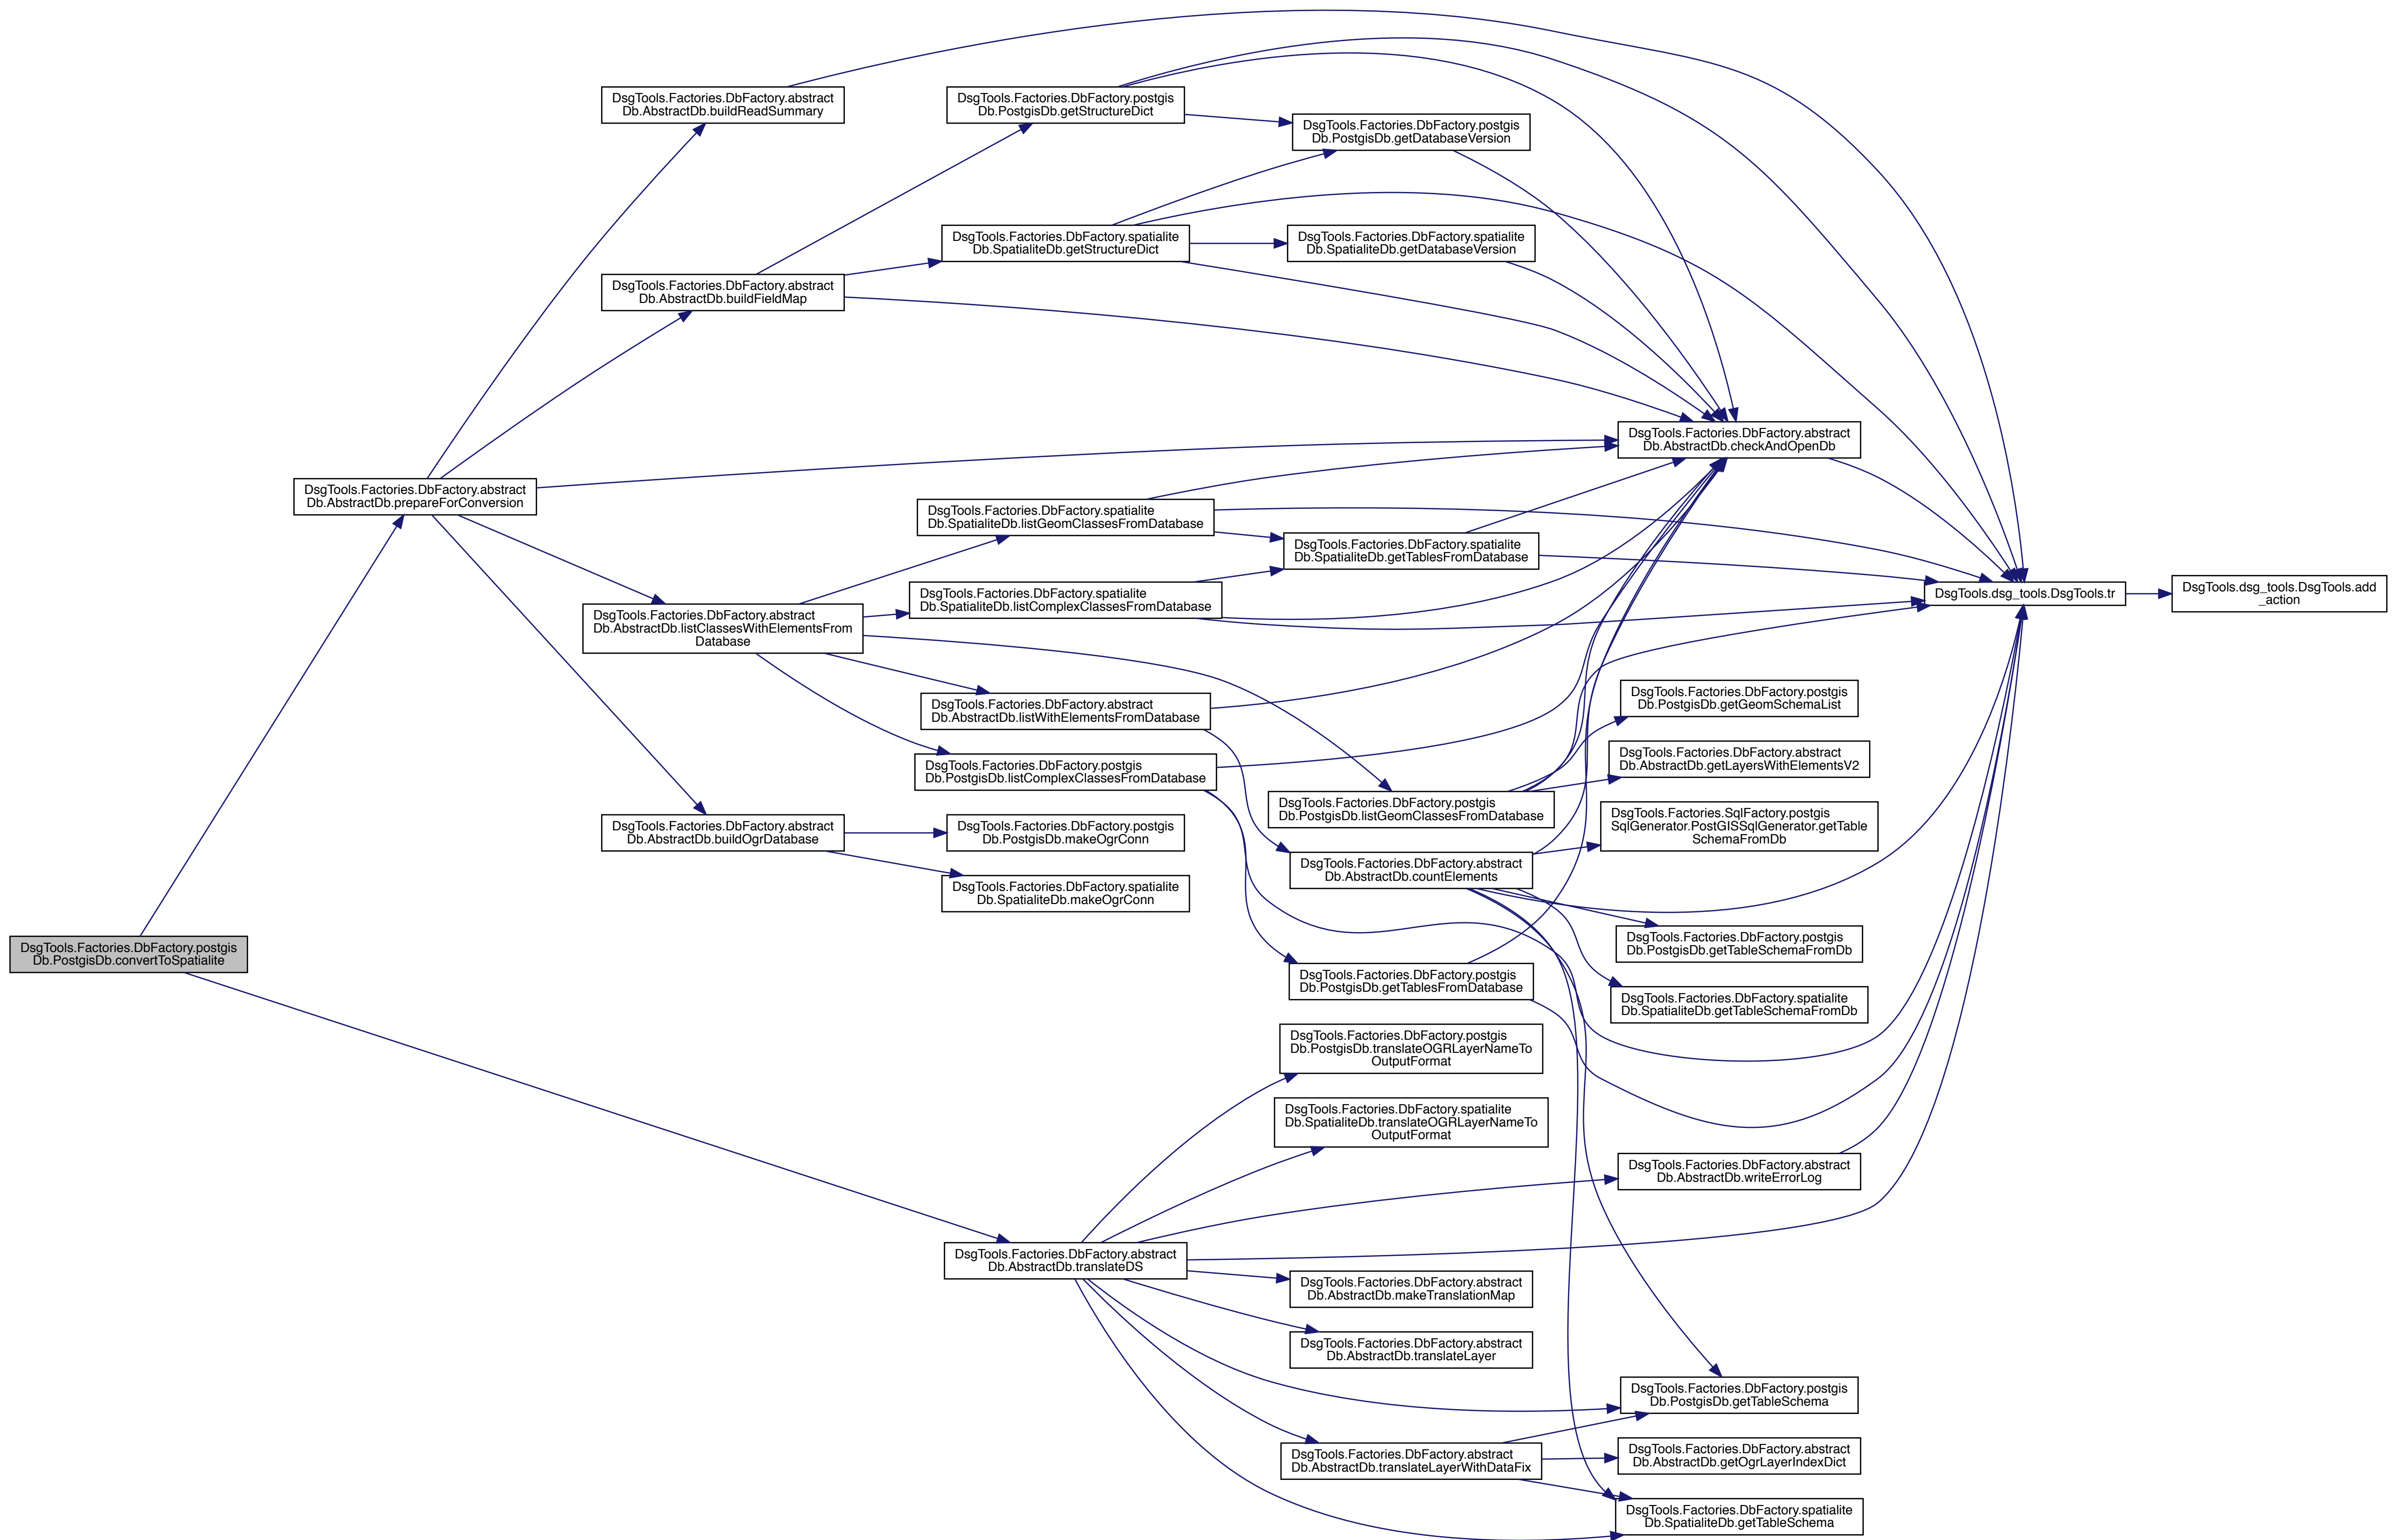 DsgTools.Factories.DbFactory.abstract
Db.AbstractDb.buildReadSummary
DsgTools.Factories.DbFactory.postgis
Db.PostgisDb.getStructureDict
DsgTools.Factories.DbFactory.postgis
Db.PostgisDb.getDatabaseVersion
DsgTools.Factories.DbFactory.spatialite
Db.SpatialiteDb.getStructureDict
DsgTools.Factories.DbFactory.spatialite
Db.SpatialiteDb.getDatabaseVersion
DsgTools.Factories.DbFactory.abstract
Db.AbstractDb.buildFieldMap
DsgTools.Factories.DbFactory.abstract
Db.AbstractDb.checkAndOpenDb
DsgTools.Factories.DbFactory.abstract
Db.AbstractDb.prepareForConversion
DsgTools.Factories.DbFactory.spatialite
Db.SpatialiteDb.listGeomClassesFromDatabase
DsgTools.Factories.DbFactory.spatialite
Db.SpatialiteDb.getTablesFromDatabase
DsgTools.Factories.DbFactory.spatialite
Db.SpatialiteDb.listComplexClassesFromDatabase
DsgTools.dsg_tools.DsgTools.tr
DsgTools.dsg_tools.DsgTools.add
_action
DsgTools.Factories.DbFactory.abstract
Db.AbstractDb.listClassesWithElementsFrom
Database
DsgTools.Factories.DbFactory.abstract
Db.AbstractDb.listWithElementsFromDatabase
DsgTools.Factories.DbFactory.postgis
Db.PostgisDb.getGeomSchemaList
DsgTools.Factories.DbFactory.postgis
Db.PostgisDb.listComplexClassesFromDatabase
DsgTools.Factories.DbFactory.abstract
Db.AbstractDb.getLayersWithElementsV2
DsgTools.Factories.DbFactory.postgis
Db.PostgisDb.listGeomClassesFromDatabase
DsgTools.Factories.SqlFactory.postgis
SqlGenerator.PostGISSqlGenerator.getTable
SchemaFromDb
DsgTools.Factories.DbFactory.abstract
Db.AbstractDb.buildOgrDatabase
DsgTools.Factories.DbFactory.postgis
Db.PostgisDb.makeOgrConn
DsgTools.Factories.DbFactory.abstract
Db.AbstractDb.countElements
DsgTools.Factories.DbFactory.spatialite
Db.SpatialiteDb.makeOgrConn
DsgTools.Factories.DbFactory.postgis
Db.PostgisDb.getTableSchemaFromDb
DsgTools.Factories.DbFactory.postgis
Db.PostgisDb.convertToSpatialite
DsgTools.Factories.DbFactory.postgis
Db.PostgisDb.getTablesFromDatabase
DsgTools.Factories.DbFactory.spatialite
Db.SpatialiteDb.getTableSchemaFromDb
DsgTools.Factories.DbFactory.postgis
Db.PostgisDb.translateOGRLayerNameTo
OutputFormat
DsgTools.Factories.DbFactory.spatialite
Db.SpatialiteDb.translateOGRLayerNameTo
OutputFormat
DsgTools.Factories.DbFactory.abstract
Db.AbstractDb.writeErrorLog
DsgTools.Factories.DbFactory.abstract
Db.AbstractDb.translateDS
DsgTools.Factories.DbFactory.abstract
Db.AbstractDb.makeTranslationMap
DsgTools.Factories.DbFactory.abstract
Db.AbstractDb.translateLayer
DsgTools.Factories.DbFactory.postgis
Db.PostgisDb.getTableSchema
DsgTools.Factories.DbFactory.abstract
Db.AbstractDb.translateLayerWithDataFix
DsgTools.Factories.DbFactory.abstract
Db.AbstractDb.getOgrLayerIndexDict
DsgTools.Factories.DbFactory.spatialite
Db.SpatialiteDb.getTableSchema